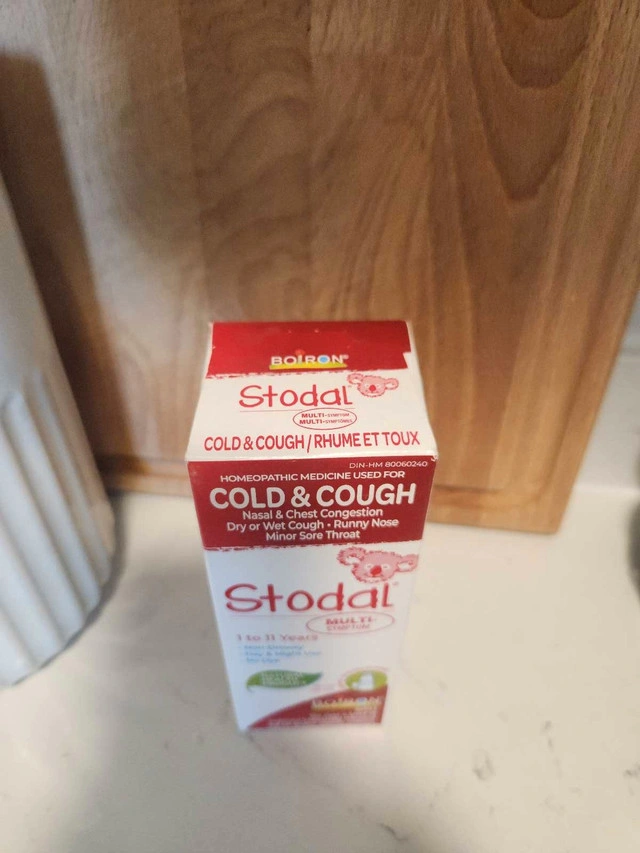 BOIRON®
Stodal
MULTI-SYMPTOM
MULTI-SYMPTÔMES
COLD & COUGH / RHUME ET TOUX
DIN-HM 80060240
HOMEOPATHIC MEDICINE USED FOR
COLD & COUGH
Nasal & Chest Congestion
Dry or Wet Cough • Runny Nose
Minor Sore Throat
Stodal®
MULTI-
SYMPTOM
1 to 11 Years
BOIRON